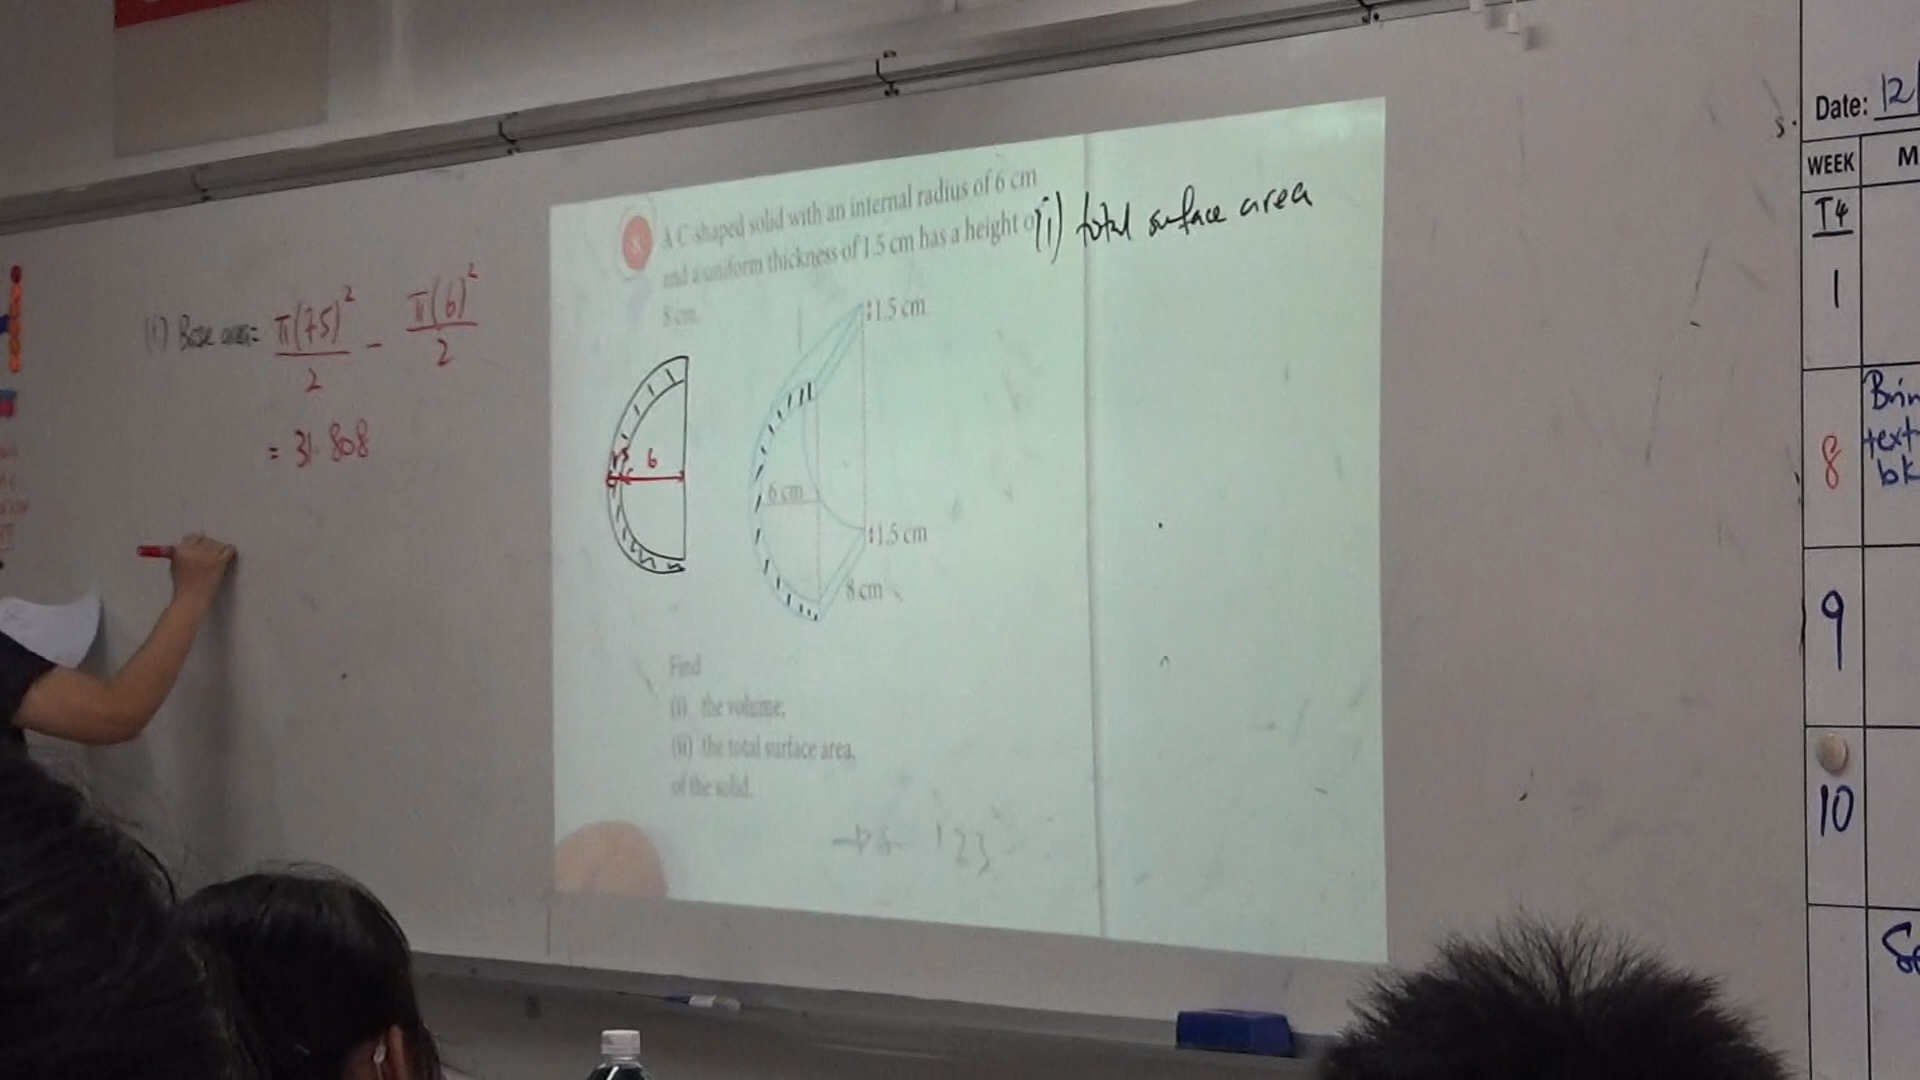 (i) Base area = π(7.5)²/2 - π(6)²/2
= 31.808
8 A C-shaped solid with an internal radius of 6 cm
and a uniform thickness of 1.5 cm has a height of
8 cm.
(ii) total surface area
1.5 cm
6
6 cm
1.5 cm
8 cm
Find
(i) the volume,
(ii) the total surface area,
of the solid.
123
Date: 12/
WEEK M
T4
1
8 Brin
text
bk
9
10